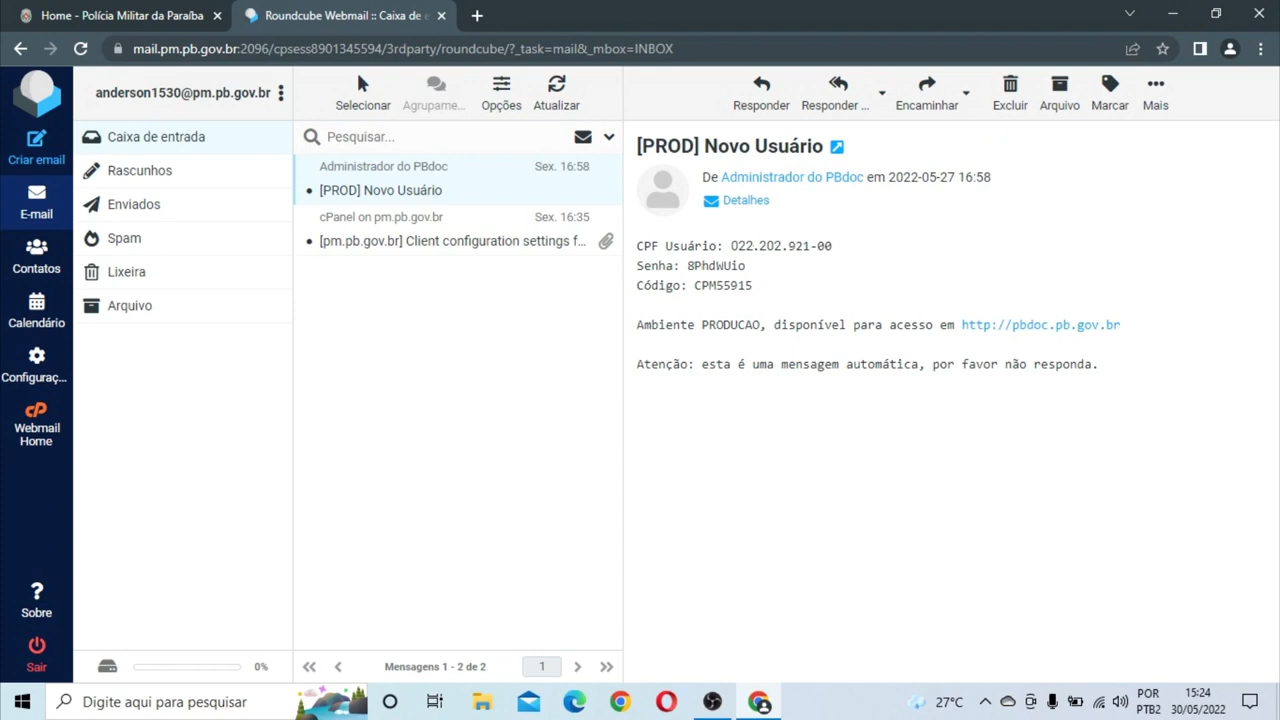 Home - Polícia Militar da Paraíba
Roundcube Webmail :: Caixa de e
mail.pm.pb.gov.br:2096/cpsess8901345594/3rdparty/roundcube/?_task=mail&_mbox=INBOX
anderson1530@pm.pb.gov.br
Criar email
E-mail
Contatos
Calendário
Configuraç...
cP
Webmail
Home
Sobre
Sair
Caixa de entrada
Rascunhos
Enviados
Spam
Lixeira
Arquivo
0%
Selecionar
Agrupame...
Opções
Atualizar
Pesquisar...
Administrador do PBdoc Sex. 16:58
[PROD] Novo Usuário
cPanel on pm.pb.gov.br Sex. 16:35
[pm.pb.gov.br] Client configuration settings f...
Mensagens 1 - 2 de 2
1
Responder
Responder ...
Encaminhar
Excluir
Arquivo
Marcar
Mais
[PROD] Novo Usuário
De Administrador do PBdoc em 2022-05-27 16:58
Detalhes
CPF Usuário: 022.202.921-00
Senha: 8PhdWUio
Código: CPM55915
Ambiente PRODUCAO, disponível para acesso em http://pbdoc.pb.gov.br
Atenção: esta é uma mensagem automática, por favor não responda.
Digite aqui para pesquisar
27°C
POR
PTB2
15:24
30/05/2022